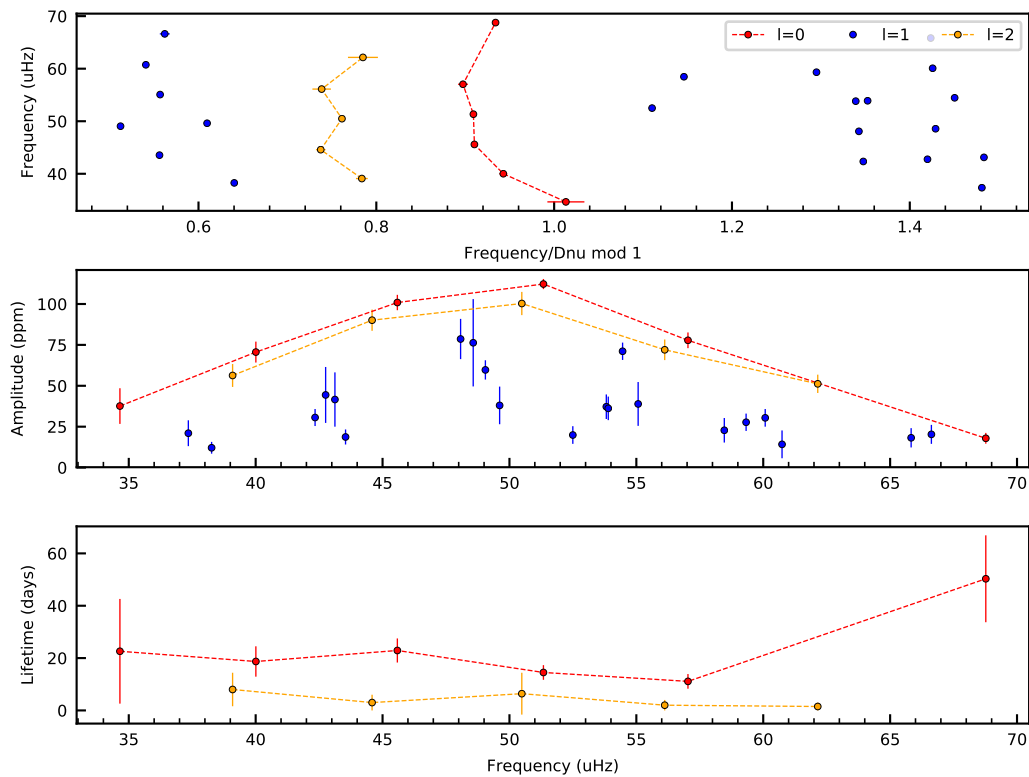 70
60
50
40
Frequency (uHz)
l=0 l=1 l=2
0.6 0.8 1.0 1.2 1.4
Frequency/Dnu mod 1
100
75
50
25
0
Amplitude (ppm)
35 40 45 50 55 60 65 70
60
40
20
0
Lifetime (days)
35 40 45 50 55 60 65 70
Frequency (uHz)